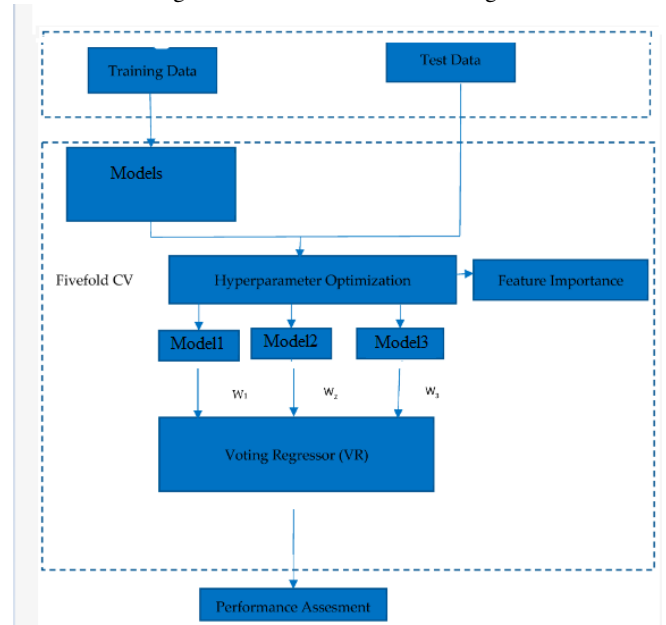 Training Data
Test Data
Models
Fivefold CV
Hyperparameter Optimization
Feature Importance
Model1
Model2
Model3
W₁
W₂
W₃
Voting Regressor (VR)
Performance Assesment